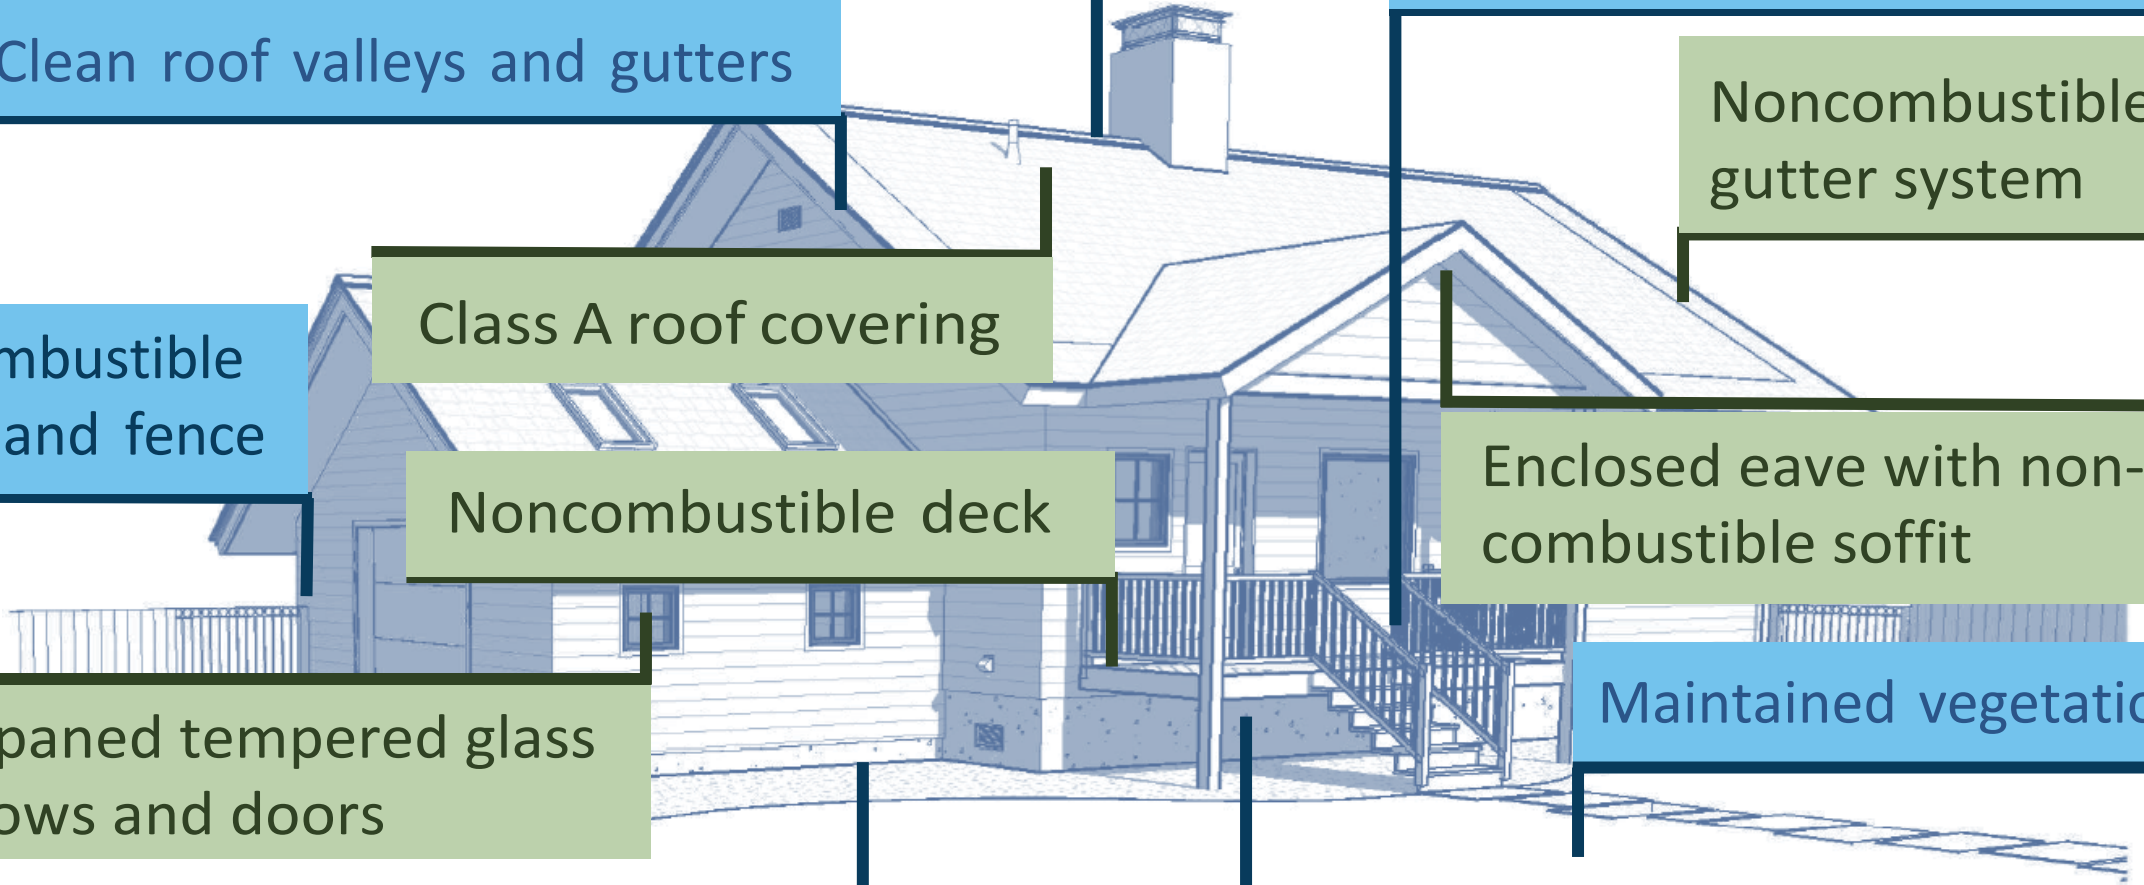 Clean roof valleys and gutters
Noncombustible
gutter system
Class A roof covering
mbustible
and fence
Enclosed eave with non-
combustible soffit
Noncombustible deck
Maintained vegetatio
paned tempered glass
ows and doors